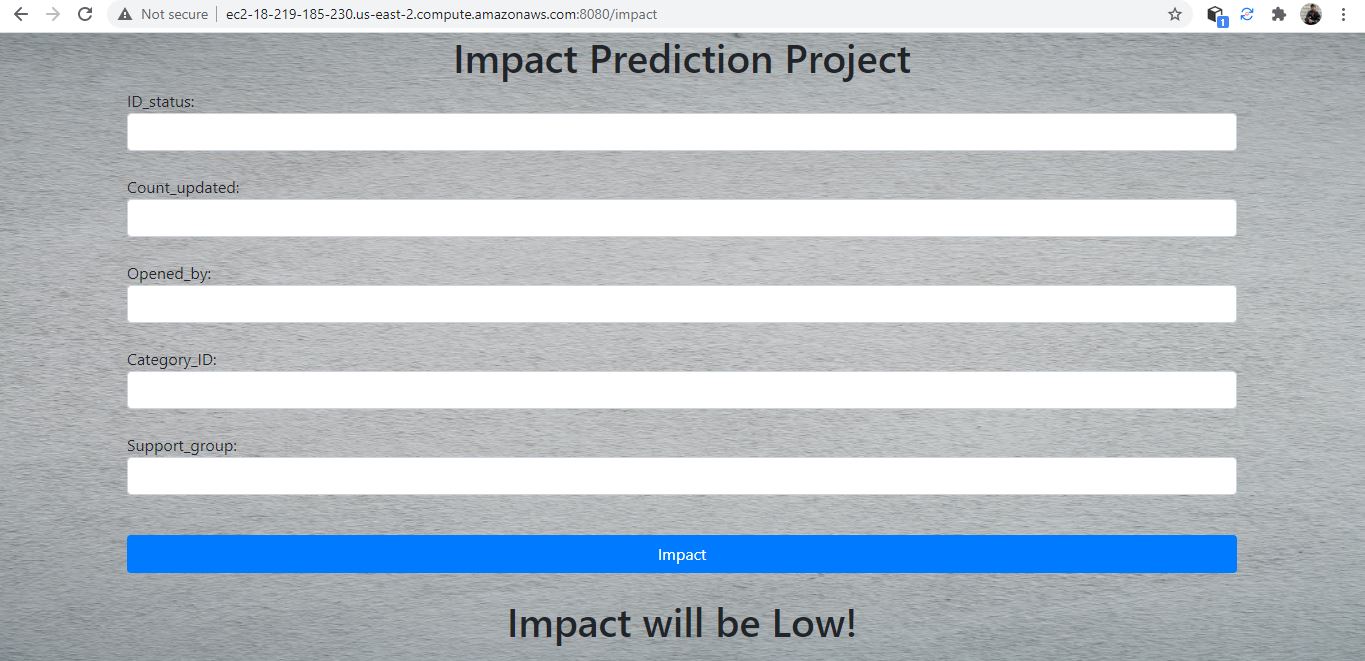 Not secure | ec2-18-219-185-230.us-east-2.compute.amazonaws.com:8080/impact
1
Impact Prediction Project
ID_status:
Count_updated:
Opened_by:
Category_ID:
Support_group:
Impact
Impact will be Low!